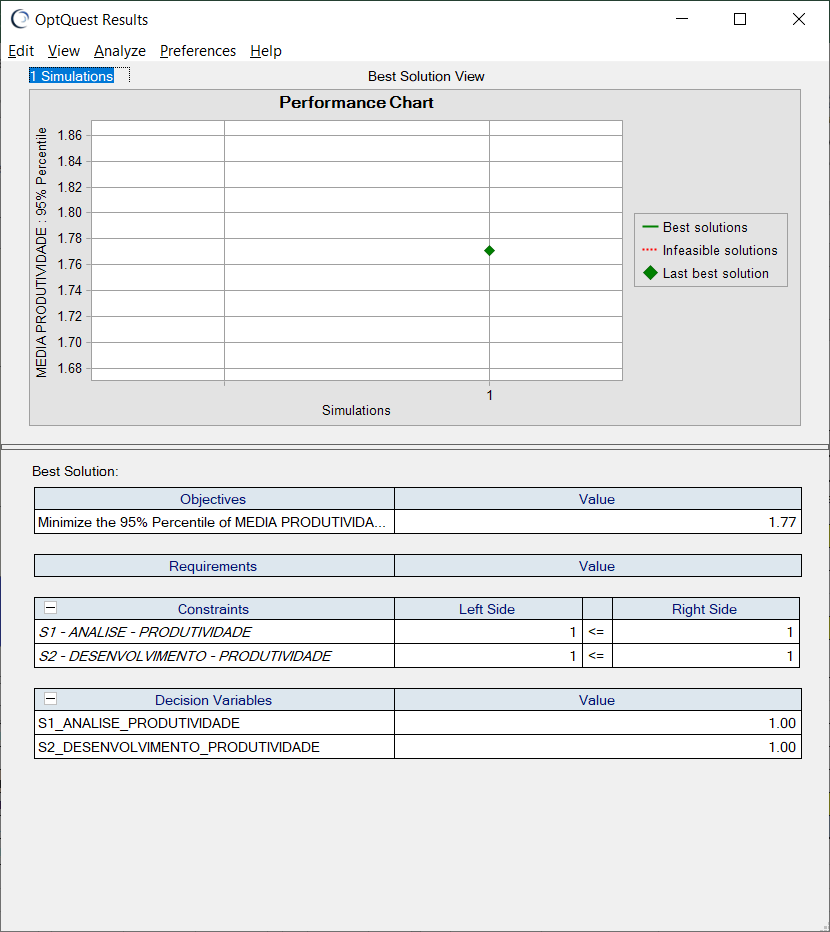 OptQuest Results
Edit View Analyze Preferences Help
1 Simulations
Best Solution View
Performance Chart
MEDIA PRODUTIVIDADE : 95% Percentile
1.86
1.84
1.82
1.80
1.78
1.76
1.74
1.72
1.70
1.68
1
Simulations
Best solutions
Infeasible solutions
Last best solution
Best Solution:
Objectives Value
Minimize the 95% Percentile of MEDIA PRODUTIVIDA... 1.77
Requirements Value
Constraints Left Side Right Side
S1 - ANALISE - PRODUTIVIDADE 1 <= 1
S2 - DESENVOLVIMENTO - PRODUTIVIDADE 1 <= 1
Decision Variables Value
S1_ANALISE_PRODUTIVIDADE 1.00
S2_DESENVOLVIMENTO_PRODUTIVIDADE 1.00